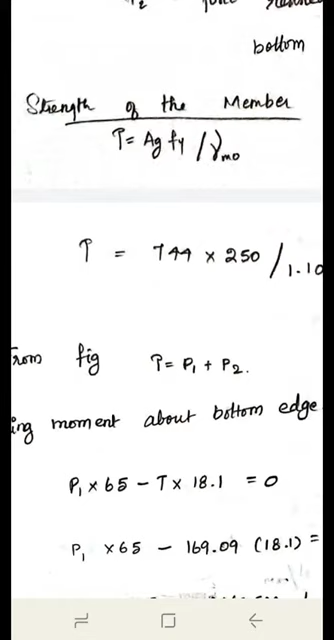 bottom
Strength of the Member
T = Ag fy / γmo
T = 744 × 250 / 1.10
From fig T = P1 + P2.
ing moment about bottom edge
P1 × 65 - T × 18.1 = 0
P1 × 65 - 169.09 (18.1) =